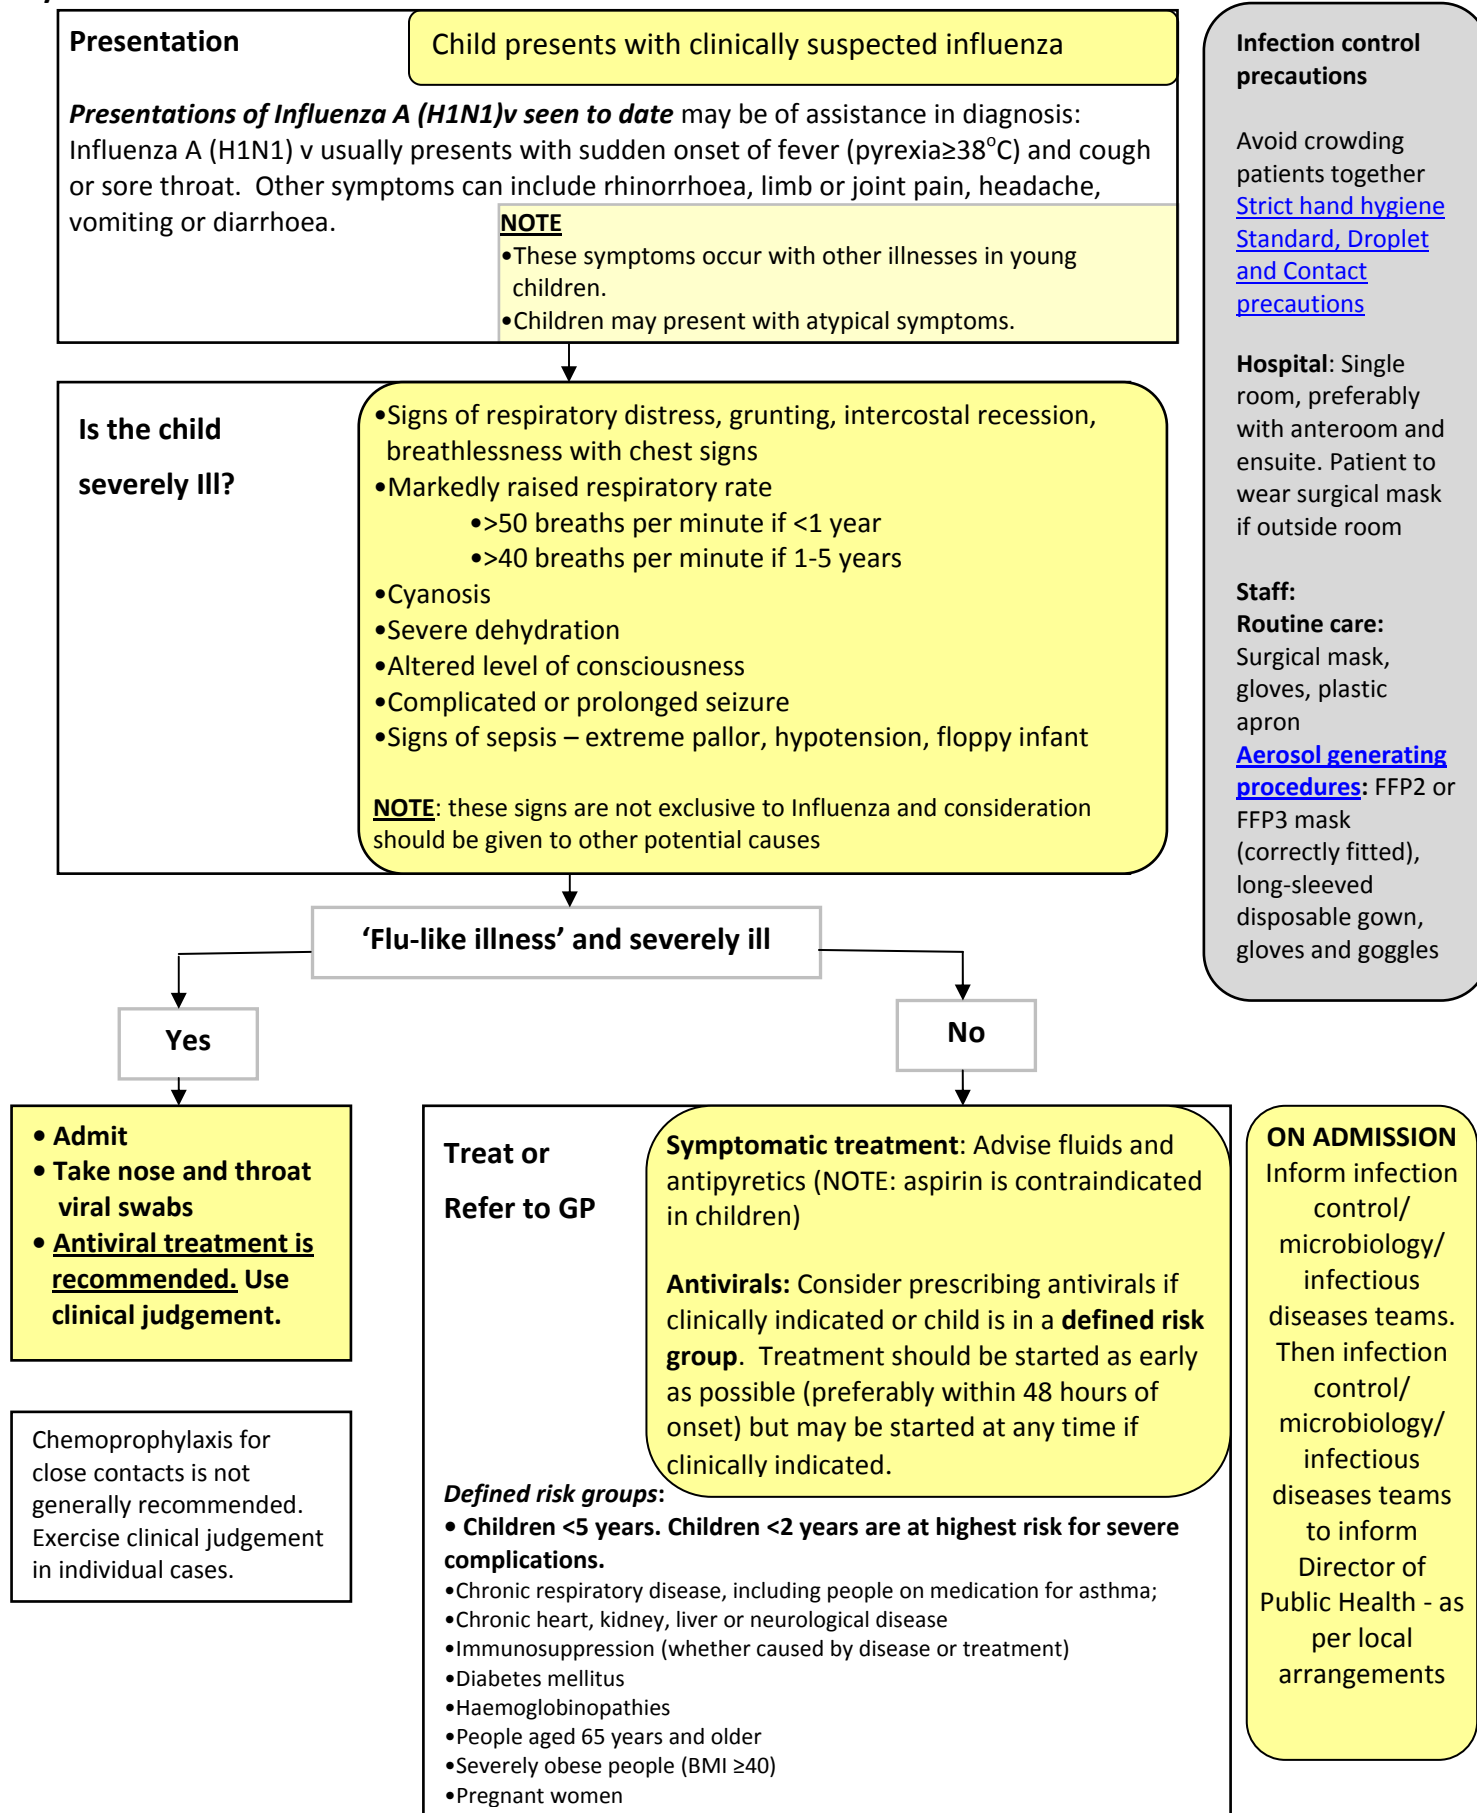 Presentation
Child presents with clinically suspected influenza
Presentations of Influenza A (H1N1)v seen to date may be of assistance in diagnosis:
Influenza A (H1N1) v usually presents with sudden onset of fever (pyrexia≥38°C) and cough
or sore throat.  Other symptoms can include rhinorrhoea, limb or joint pain, headache,
vomiting or diarrhoea.
NOTE
•These symptoms occur with other illnesses in young
children.
•Children may present with atypical symptoms.
Is the child
severely Ill?
•Signs of respiratory distress, grunting, intercostal recession,
breathlessness with chest signs
•Markedly raised respiratory rate
•>50 breaths per minute if <1 year
•>40 breaths per minute if 1-5 years
•Cyanosis
•Severe dehydration
•Altered level of consciousness
•Complicated or prolonged seizure
•Signs of sepsis – extreme pallor, hypotension, floppy infant
NOTE: these signs are not exclusive to Influenza and consideration
should be given to other potential causes
Infection control
precautions
Avoid crowding
patients together
Strict hand hygiene
Standard, Droplet
and Contact
precautions
Hospital: Single
room, preferably
with anteroom and
ensuite. Patient to
wear surgical mask
if outside room
Staff:
Routine care:
Surgical mask,
gloves, plastic
apron
Aerosol generating
procedures: FFP2 or
FFP3 mask
(correctly fitted),
long-sleeved
disposable gown,
gloves and goggles
‘Flu-like illness’ and severely ill
Yes
No
• Admit
• Take nose and throat
viral swabs
• Antiviral treatment is
recommended. Use
clinical judgement.
Chemoprophylaxis for
close contacts is not
generally recommended.
Exercise clinical judgement
in individual cases.
Treat or
Refer to GP
Symptomatic treatment: Advise fluids and
antipyretics (NOTE: aspirin is contraindicated
in children)
Antivirals: Consider prescribing antivirals if
clinically indicated or child is in a defined risk
group.  Treatment should be started as early
as possible (preferably within 48 hours of
onset) but may be started at any time if
clinically indicated.
Defined risk groups:
• Children <5 years. Children <2 years are at highest risk for severe
complications.
•Chronic respiratory disease, including people on medication for asthma;
•Chronic heart, kidney, liver or neurological disease
•Immunosuppression (whether caused by disease or treatment)
•Diabetes mellitus
•Haemoglobinopathies
•People aged 65 years and older
•Severely obese people (BMI ≥40)
•Pregnant women
ON ADMISSION
Inform infection
control/
microbiology/
infectious
diseases teams.
Then infection
control/
microbiology/
infectious
diseases teams
to inform
Director of
Public Health - as
per local
arrangements